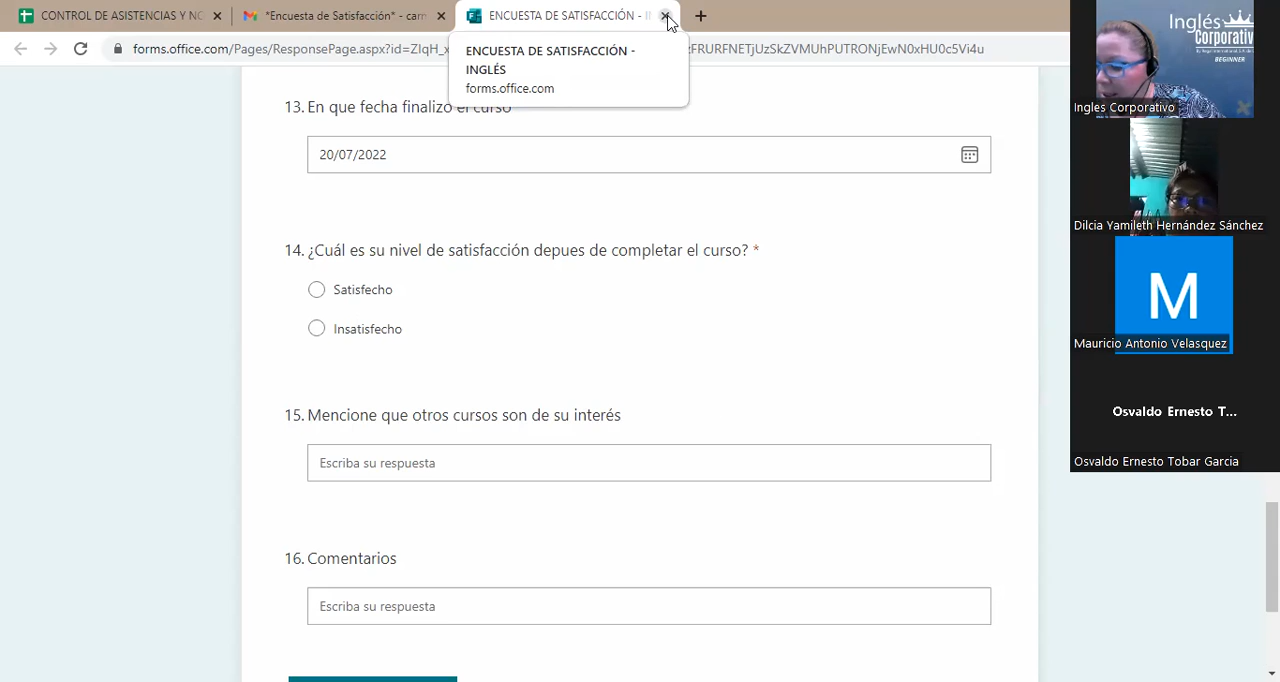 CONTROL DE ASISTENCIAS Y NO
*Encuesta de Satisfacción* - carr
ENCUESTA DE SATISFACCIÓN - I
forms.office.com/Pages/ResponsePage.aspx?id=ZIqH_x
FRURFNETjUzSkZVMUhPUTRONjEwN0xHU0c5Vi4u
ENCUESTA DE SATISFACCIÓN -
INGLÉS
forms.office.com
13. En que fecha finalizo el curso
20/07/2022
14. ¿Cuál es su nivel de satisfacción depues de completar el curso? *
Satisfecho
Insatisfecho
15. Mencione que otros cursos son de su interés
Escriba su respuesta
16. Comentarios
Escriba su respuesta
Inglés
Corporativo
BEGINNER
Ingles Corporativo
Dilcia Yamileth Hernández Sánchez
M
Mauricio Antonio Velasquez
Osvaldo Ernesto T...
Osvaldo Ernesto Tobar Garcia